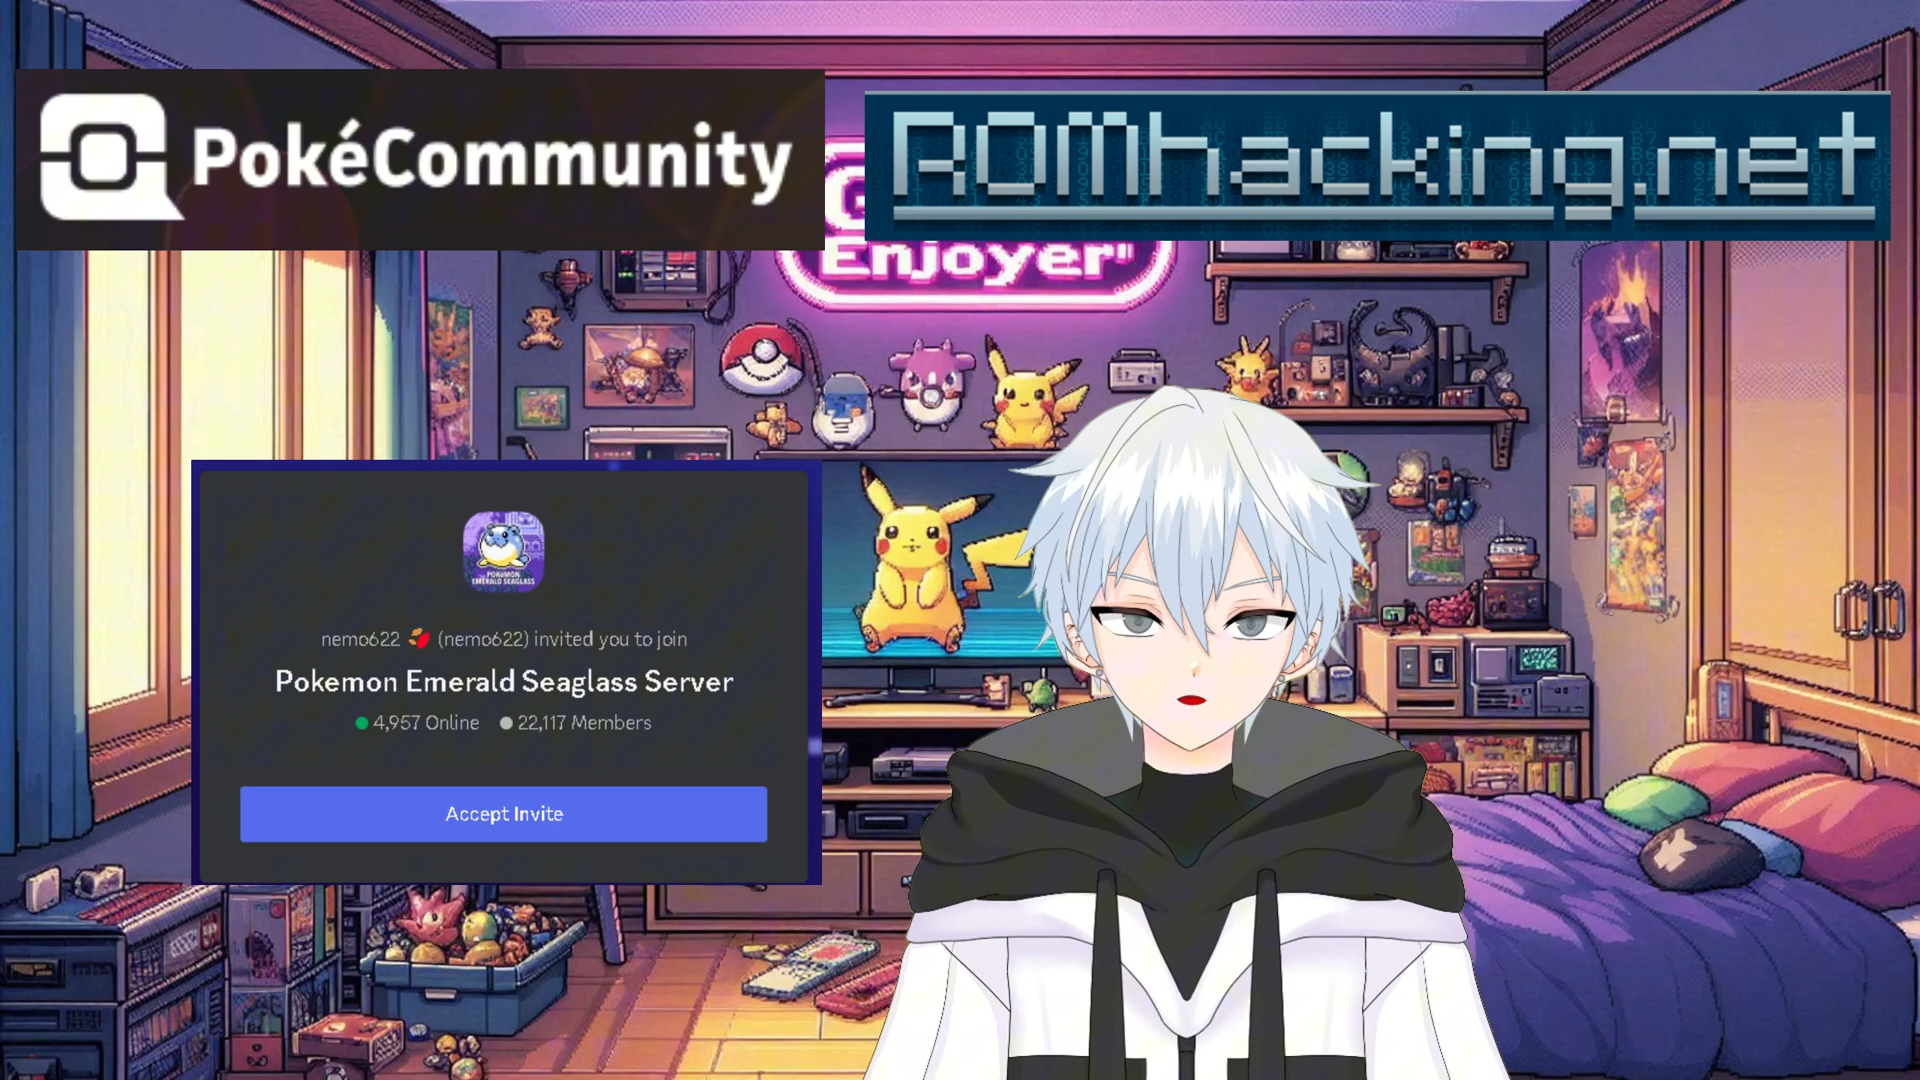 PokéCommunity
ROMhacking.net
Enjoyer"
POKéMON
EMERALD SEAGLASS
nemo622 (nemo622) invited you to join
Pokemon Emerald Seaglass Server
4,957 Online 22,117 Members
Accept Invite